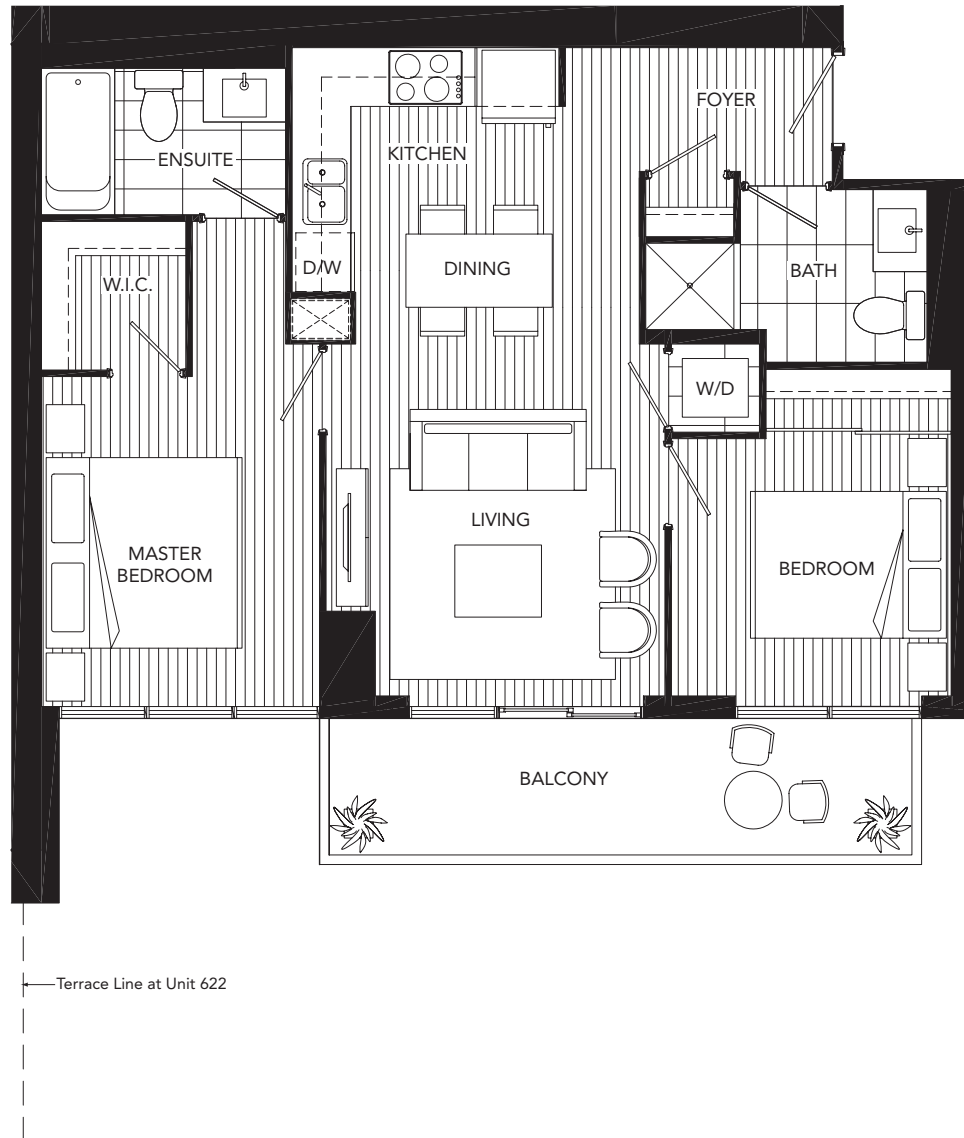 FOYER
KITCHEN
ENSUITE
D/W
DINING
BATH
W.I.C.
W/D
LIVING
MASTER
BEDROOM
BEDROOM
BALCONY
Terrace Line at Unit 622